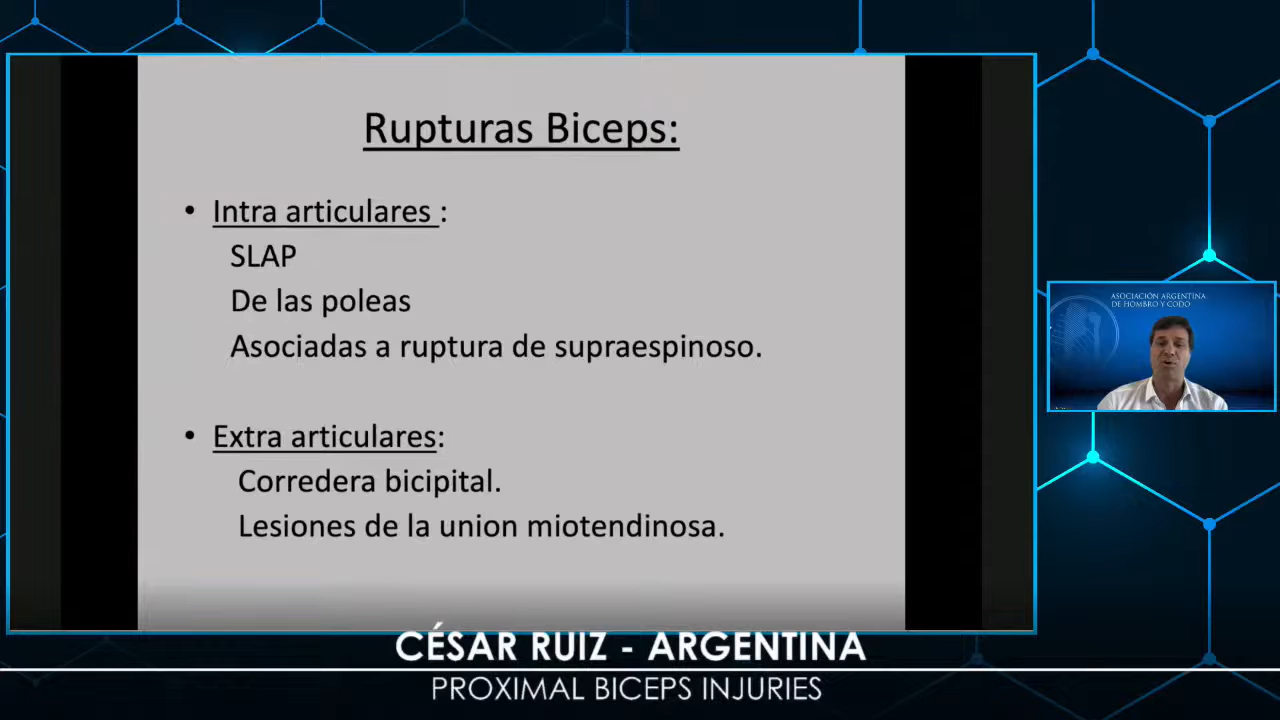 Rupturas Biceps:
• Intra articulares :
SLAP
De las poleas
Asociadas a ruptura de supraespinoso.
• Extra articulares:
Corredera bicipital.
Lesiones de la union miotendinosa.
ASOCIACIÓN ARGENTINA
DE HOMBRO Y CODO
CÉSAR RUIZ - ARGENTINA
PROXIMAL BICEPS INJURIES